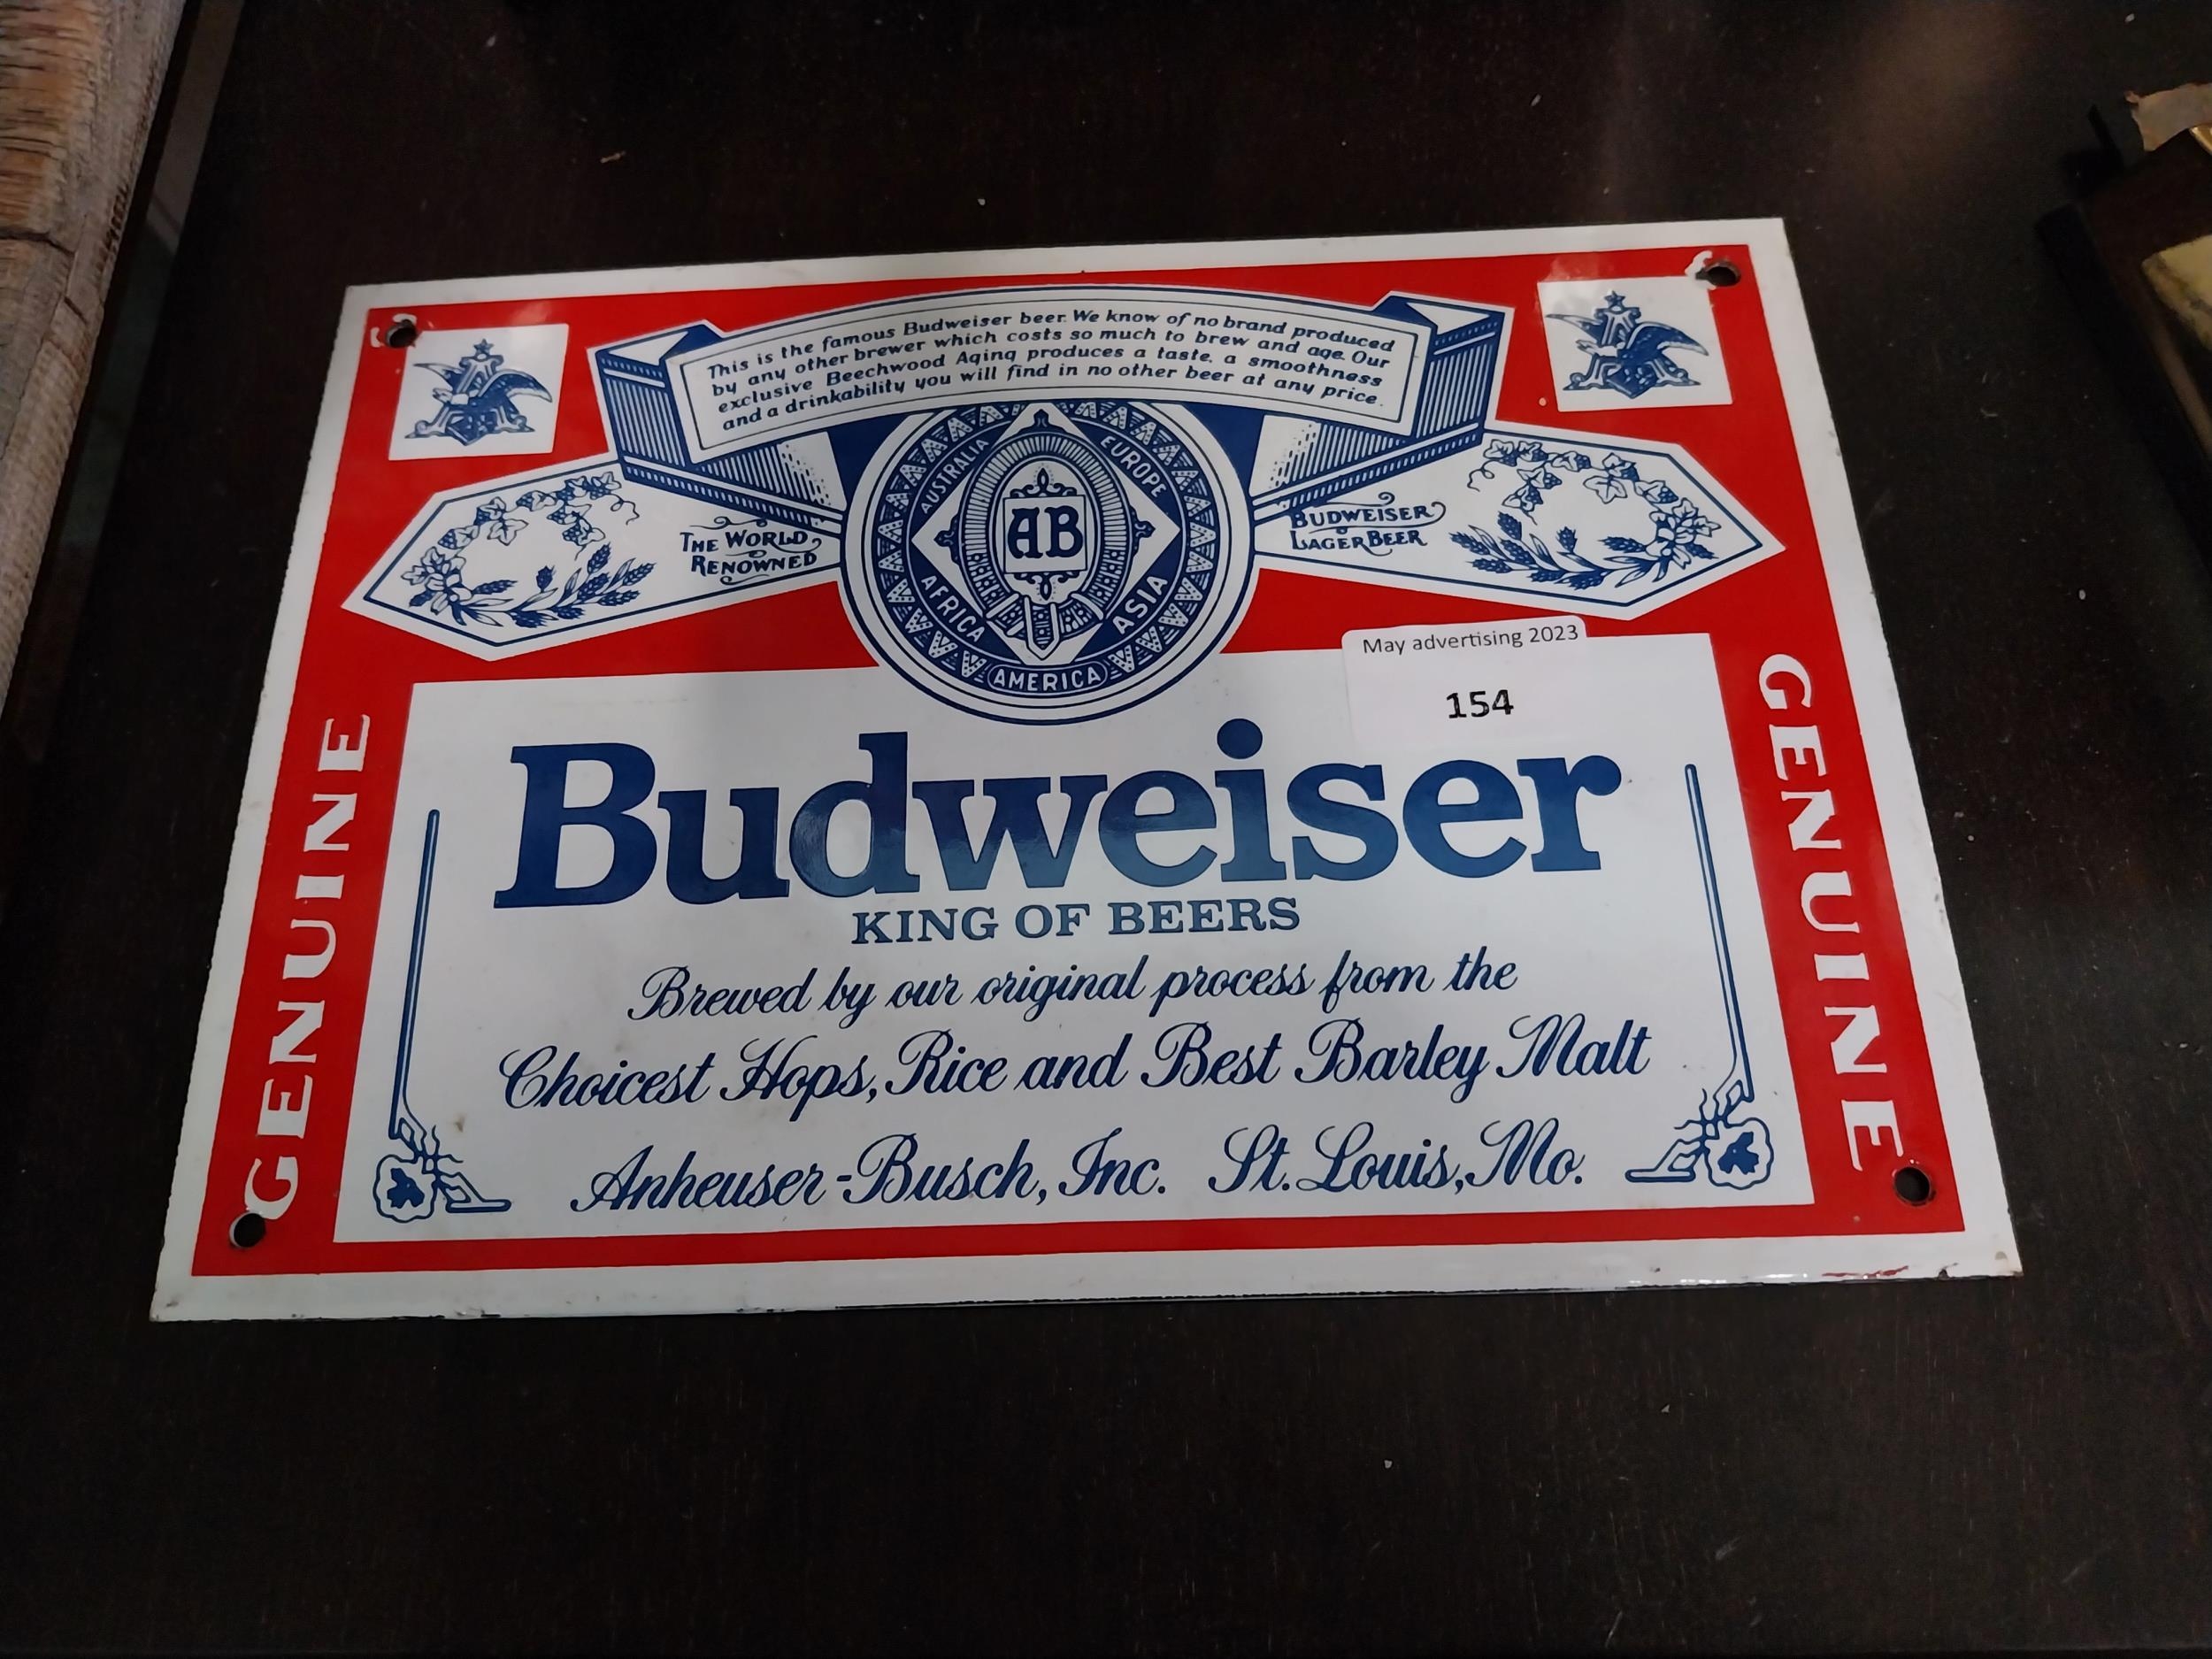 This is the famous Budweiser beer. We know of no brand produced
by any other brewer which costs so much to brew and age. Our
exclusive Beechwood Aging produces a taste, a smoothness
and a drinkability you will find in no other beer at any price.
AUSTRALIA
EUROPE
AB
AFRICA
ASIA
AMERICA
THE WORLD
RENOWNED
BUDWEISER
LAGER BEER
May advertising 2023
154
GENUINE
GENUINE
Budweiser
KING OF BEERS
Brewed by our original process from the
Choicest Hops, Rice and Best Barley Malt
Anheuser-Busch, Inc. St. Louis, Mo.